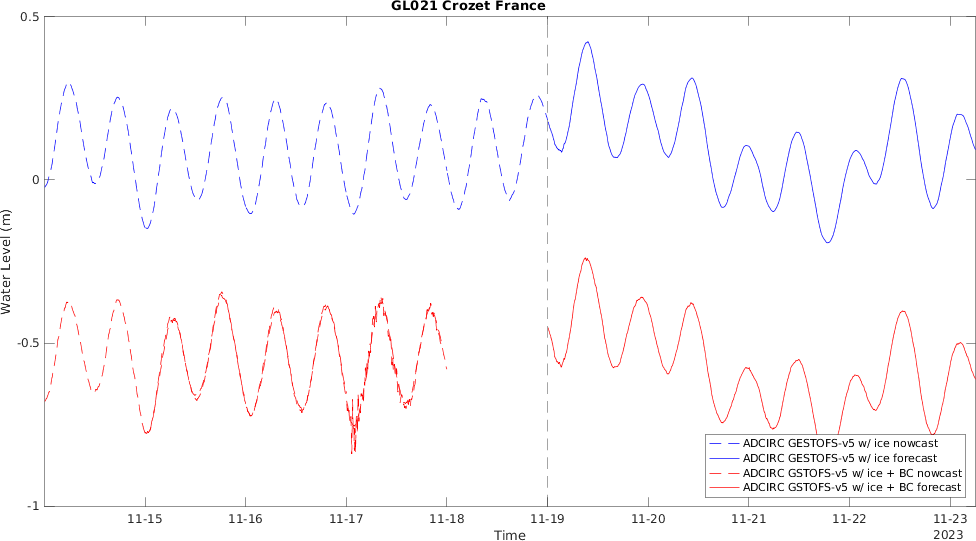 GL021 Crozet France
0.5
0
-0.5
-1
Water Level (m)
11-15 11-16 11-17 11-18 11-19 11-20 11-21 11-22 11-23
Time
2023
ADCIRC GESTOFS-v5 w/ ice nowcast
ADCIRC GESTOFS-v5 w/ ice forecast
ADCIRC GSTOFS-v5 w/ ice + BC nowcast
ADCIRC GSTOFS-v5 w/ ice + BC forecast